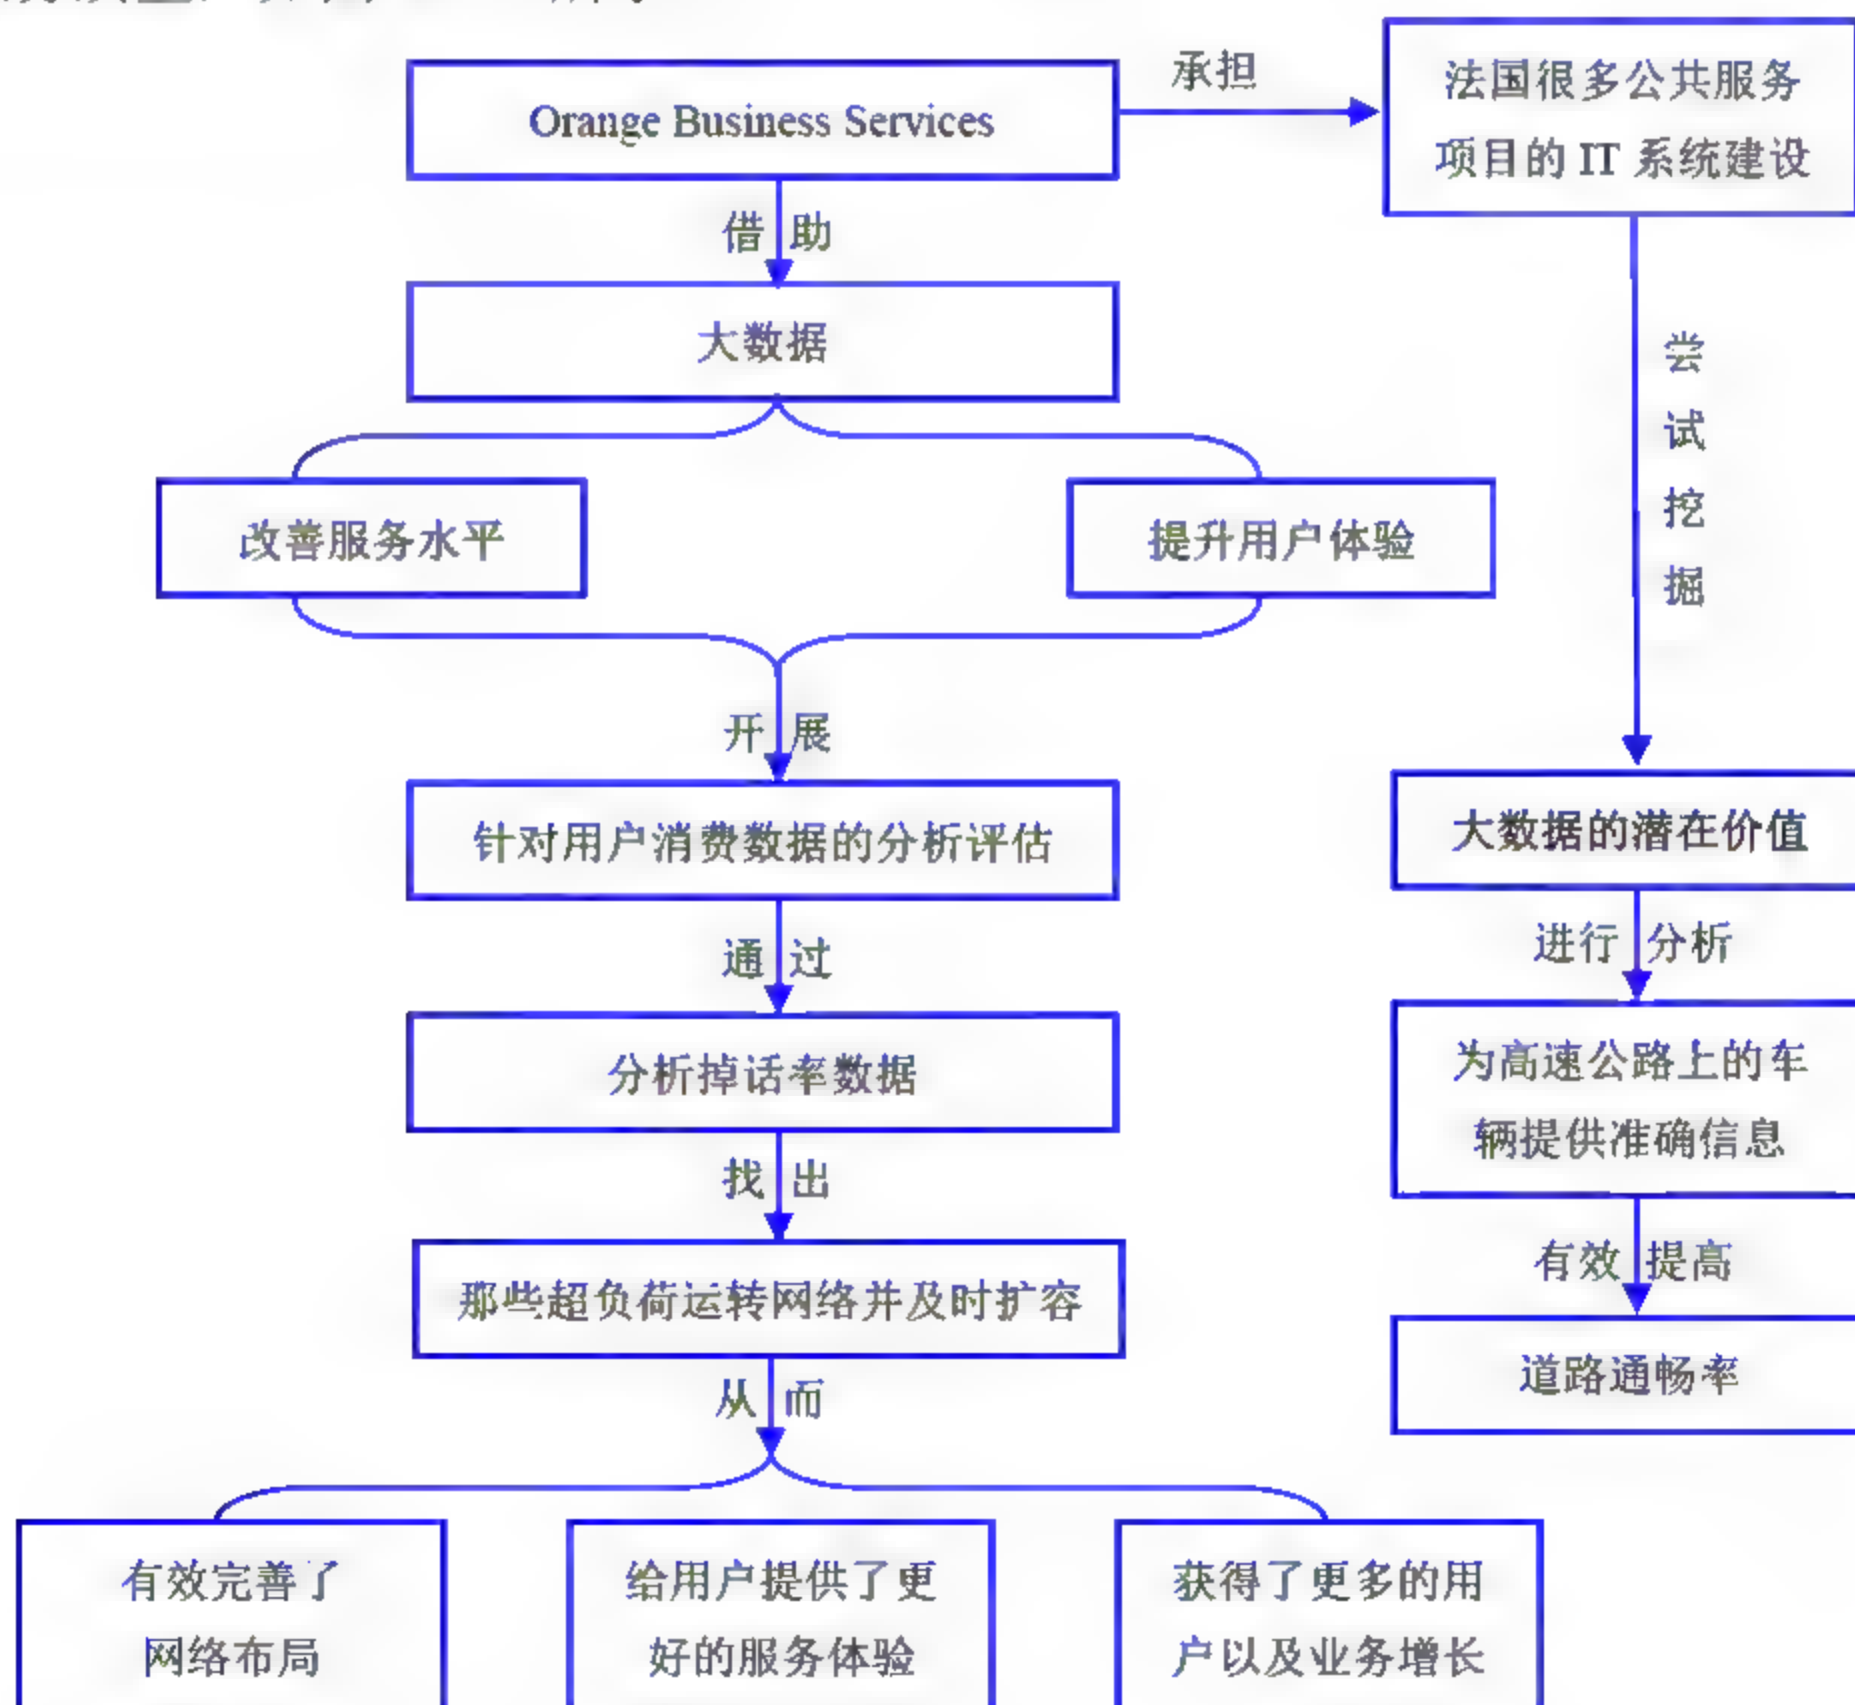 Orange Business Services
承担
法国很多公共服务
项目的 IT 系统建设
借助
大数据
改善服务水平
提升用户体验
尝
试
挖
掘
开展
针对用户消费数据的分析评估
大数据的潜在价值
通过
进行分析
分析掉话率数据
为高速公路上的车
辆提供准确信息
找出
有效提高
那些超负荷运转网络并及时扩容
道路通畅率
从而
有效完善了
网络布局
给用户提供了更
好的服务体验
获得了更多的用
户以及业务增长